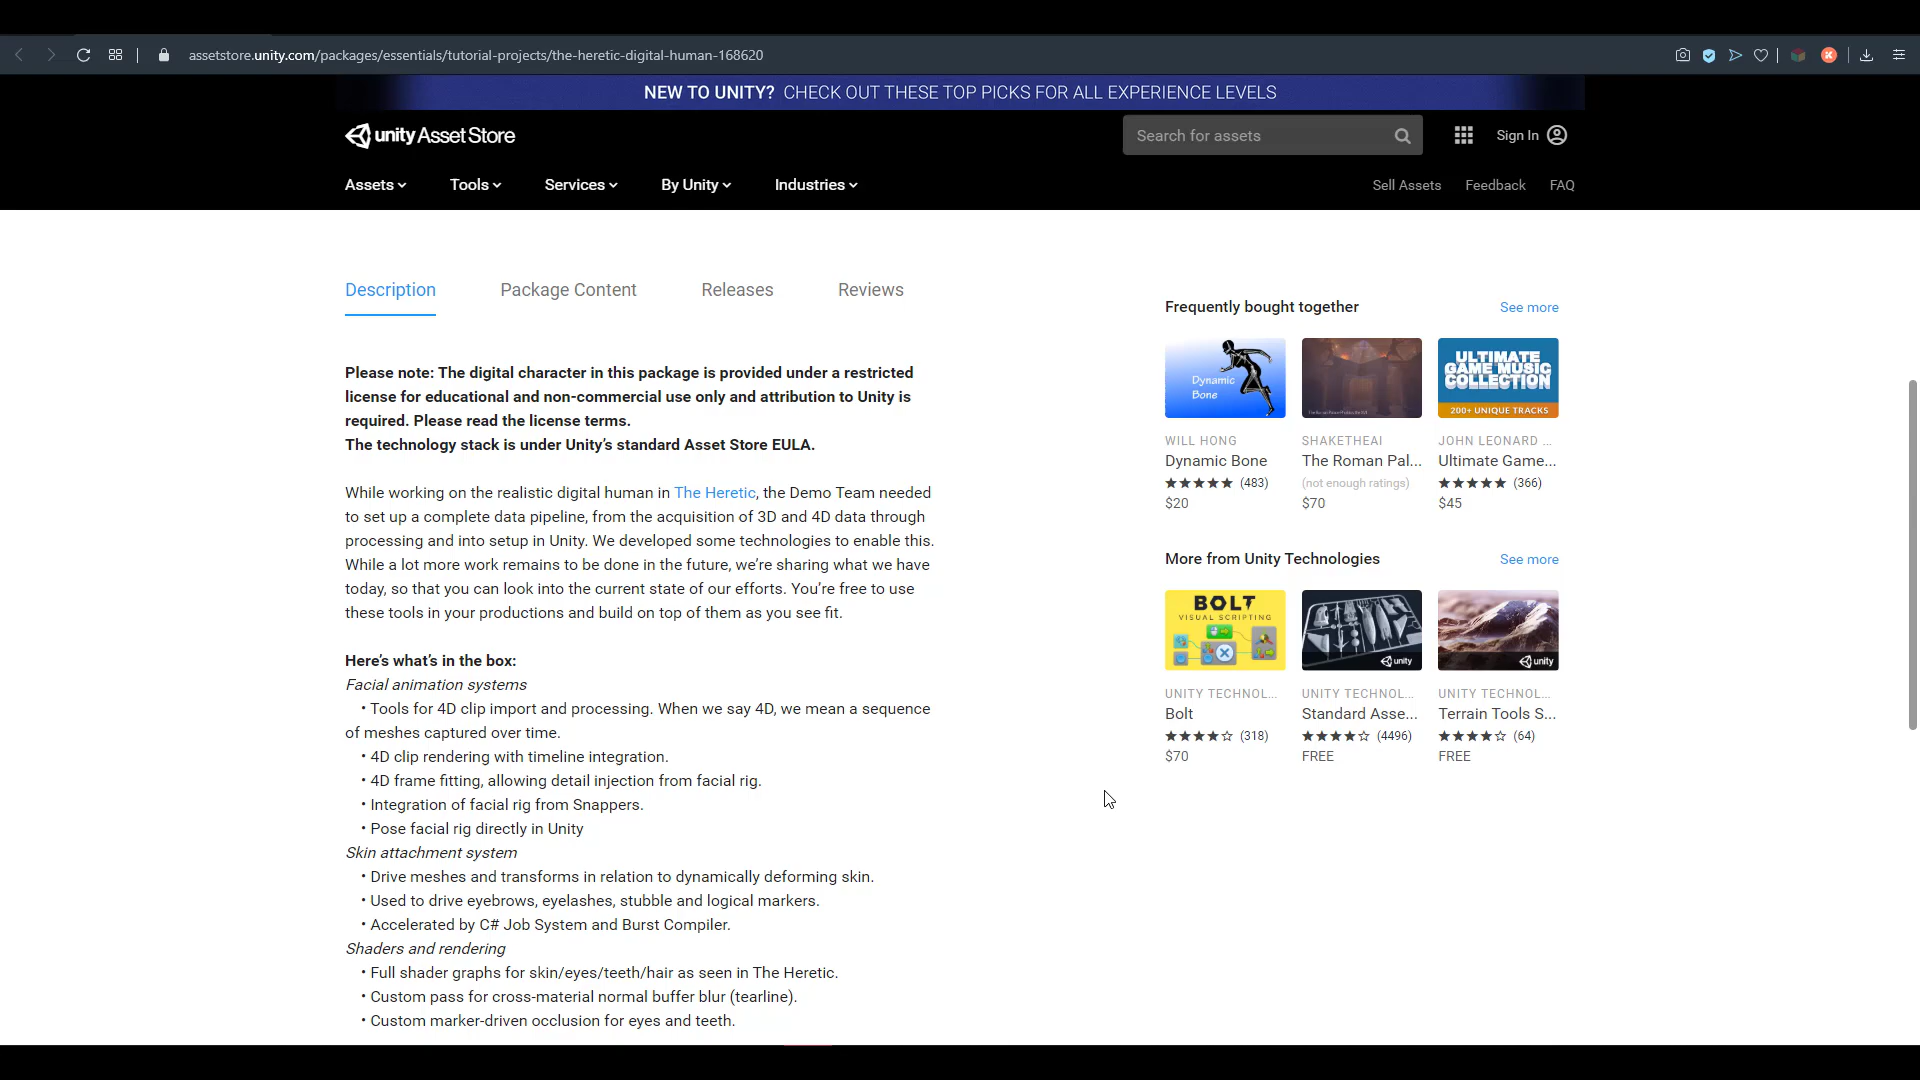 assetstore.unity.com/packages/essentials/tutorial-projects/the-heretic-digital-human-168620
NEW TO UNITY? CHECK OUT THESE TOP PICKS FOR ALL EXPERIENCE LEVELS
unity Asset Store
Search for assets
Sign In
Assets
Tools
Services
By Unity
Industries
Sell Assets
Feedback
FAQ
Description
Package Content
Releases
Reviews
Please note: The digital character in this package is provided under a restricted
license for educational and non-commercial use only and attribution to Unity is
required. Please read the license terms.
The technology stack is under Unity’s standard Asset Store EULA.
While working on the realistic digital human in The Heretic, the Demo Team needed
to set up a complete data pipeline, from the acquisition of 3D and 4D data through
processing and into setup in Unity. We developed some technologies to enable this.
While a lot more work remains to be done in the future, we’re sharing what we have
today, so that you can look into the current state of our efforts. You’re free to use
these tools in your productions and build on top of them as you see fit.
Here’s what’s in the box:
Facial animation systems
• Tools for 4D clip import and processing. When we say 4D, we mean a sequence
of meshes captured over time.
• 4D clip rendering with timeline integration.
• 4D frame fitting, allowing detail injection from facial rig.
• Integration of facial rig from Snappers.
• Pose facial rig directly in Unity
Skin attachment system
• Drive meshes and transforms in relation to dynamically deforming skin.
• Used to drive eyebrows, eyelashes, stubble and logical markers.
• Accelerated by C# Job System and Burst Compiler.
Shaders and rendering
• Full shader graphs for skin/eyes/teeth/hair as seen in The Heretic.
• Custom pass for cross-material normal buffer blur (tearline).
• Custom marker-driven occlusion for eyes and teeth.
Frequently bought together
See more
Dynamic
Bone
ULTIMATE
GAME MUSIC
COLLECTION
200+ UNIQUE TRACKS
WILL HONG
SHAKETHEAI
JOHN LEONARD ...
Dynamic Bone
The Roman Pal...
Ultimate Game...
★★★★★ (483)
(not enough ratings)
★★★★★ (366)
$20
$70
$45
More from Unity Technologies
See more
BOLT
VISUAL SCRIPTING
unity
unity
UNITY TECHNOL...
UNITY TECHNOL...
UNITY TECHNOL...
Bolt
Standard Asse...
Terrain Tools S...
★★★★☆ (318)
★★★★☆ (4496)
★★★★☆ (64)
$70
FREE
FREE